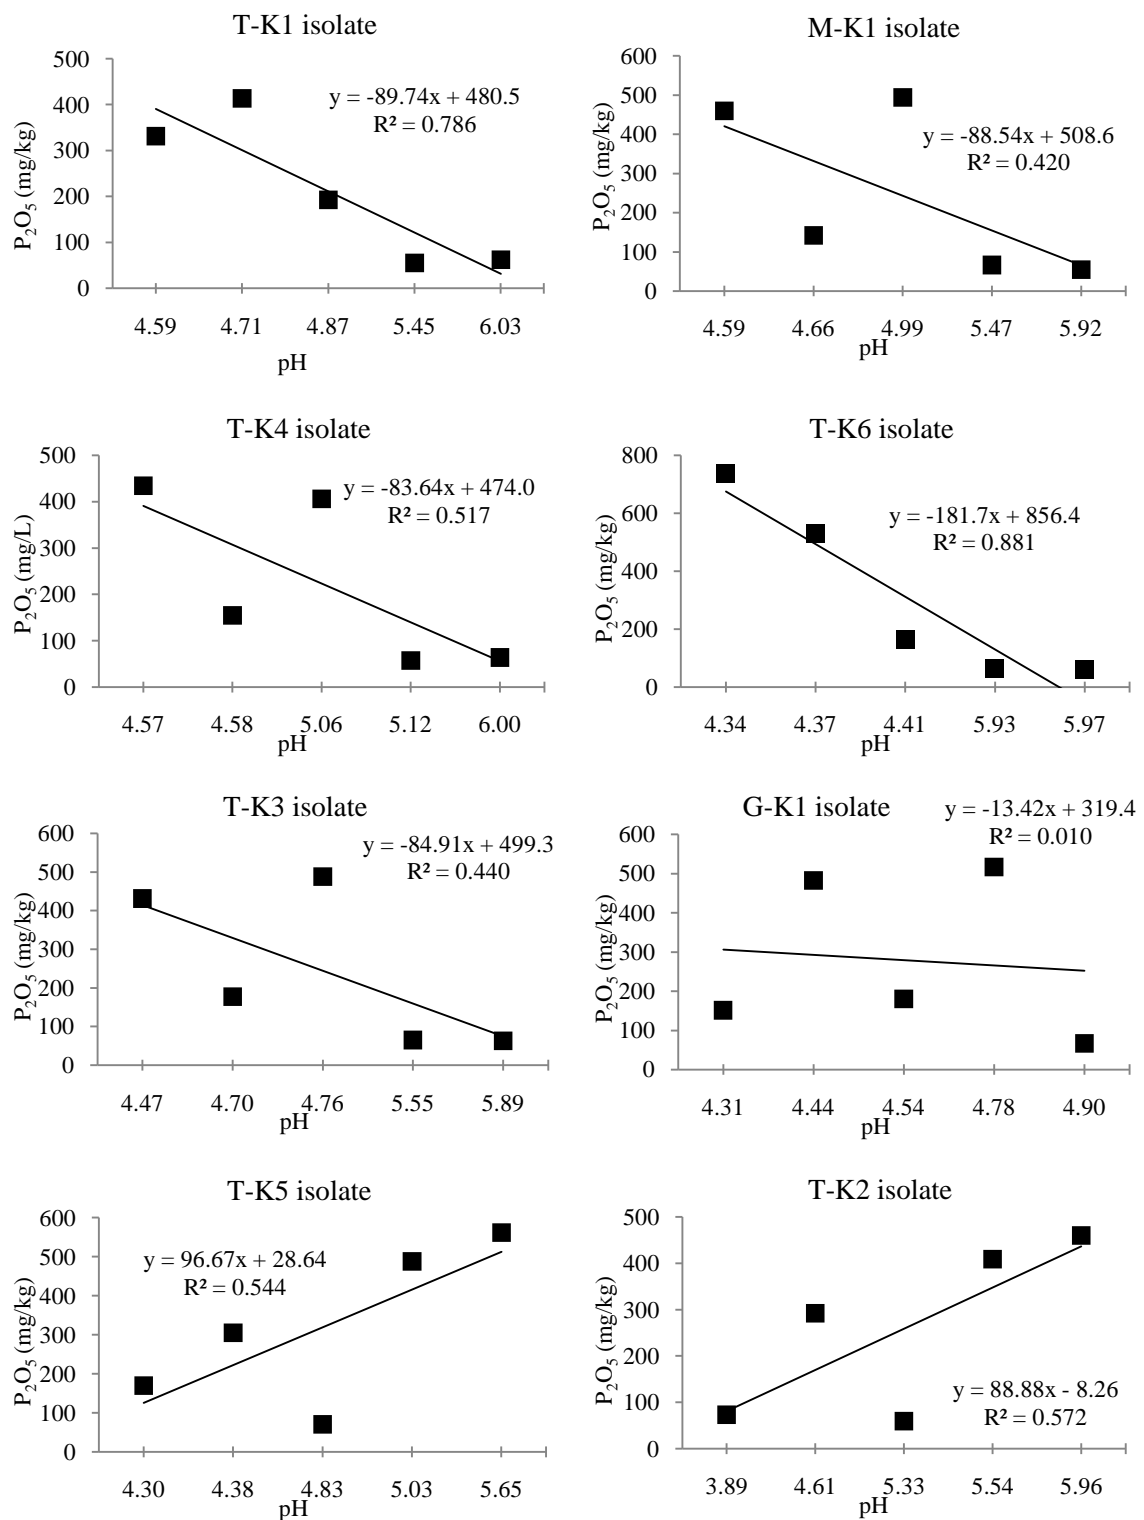 T-K1 isolate
y = -89.74x + 480.5
R² = 0.786
P₂O₅ (mg/kg)
500
400
300
200
100
0
4.59 4.71 4.87 5.45 6.03
pH
M-K1 isolate
y = -88.54x + 508.6
R² = 0.420
P₂O₅ (mg/kg)
600
500
400
300
200
100
0
4.59 4.66 4.99 5.47 5.92
pH
T-K4 isolate
y = -83.64x + 474.0
R² = 0.517
P₂O₅ (mg/L)
500
400
300
200
100
0
4.57 4.58 5.06 5.12 6.00
pH
T-K6 isolate
y = -181.7x + 856.4
R² = 0.881
P₂O₅ (mg/kg)
800
600
400
200
0
4.34 4.37 4.41 5.93 5.97
pH
T-K3 isolate
y = -84.91x + 499.3
R² = 0.440
P₂O₅ (mg/kg)
600
500
400
300
200
100
0
4.47 4.70 4.76 5.55 5.89
pH
G-K1 isolate
y = -13.42x + 319.4
R² = 0.010
P₂O₅ (mg/kg)
600
500
400
300
200
100
0
4.31 4.44 4.54 4.78 4.90
pH
T-K5 isolate
y = 96.67x + 28.64
R² = 0.544
P₂O₅ (mg/kg)
600
500
400
300
200
100
0
4.30 4.38 4.83 5.03 5.65
pH
T-K2 isolate
y = 88.88x - 8.26
R² = 0.572
P₂O₅ (mg/kg)
500
400
300
200
100
0
3.89 4.61 5.33 5.54 5.96
pH